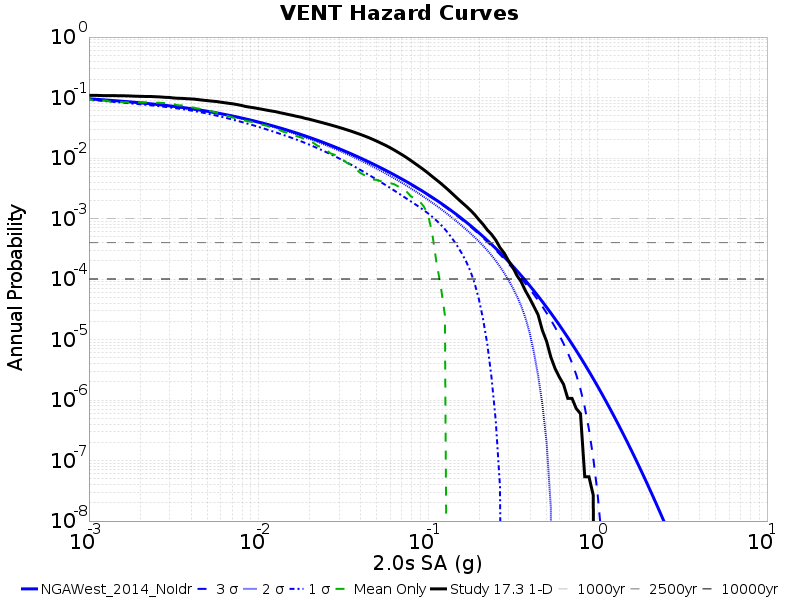 VENT Hazard Curves
Annual Probability
10^0
10^-1
10^-2
10^-3
10^-4
10^-5
10^-6
10^-7
10^-8
10^-3 10^-2 10^-1 10^0 10^1
2.0s SA (g)
NGAWest_2014_NoIdr 3 σ 2 σ 1 σ Mean Only Study 17.3 1-D 1000yr 2500yr 10000yr